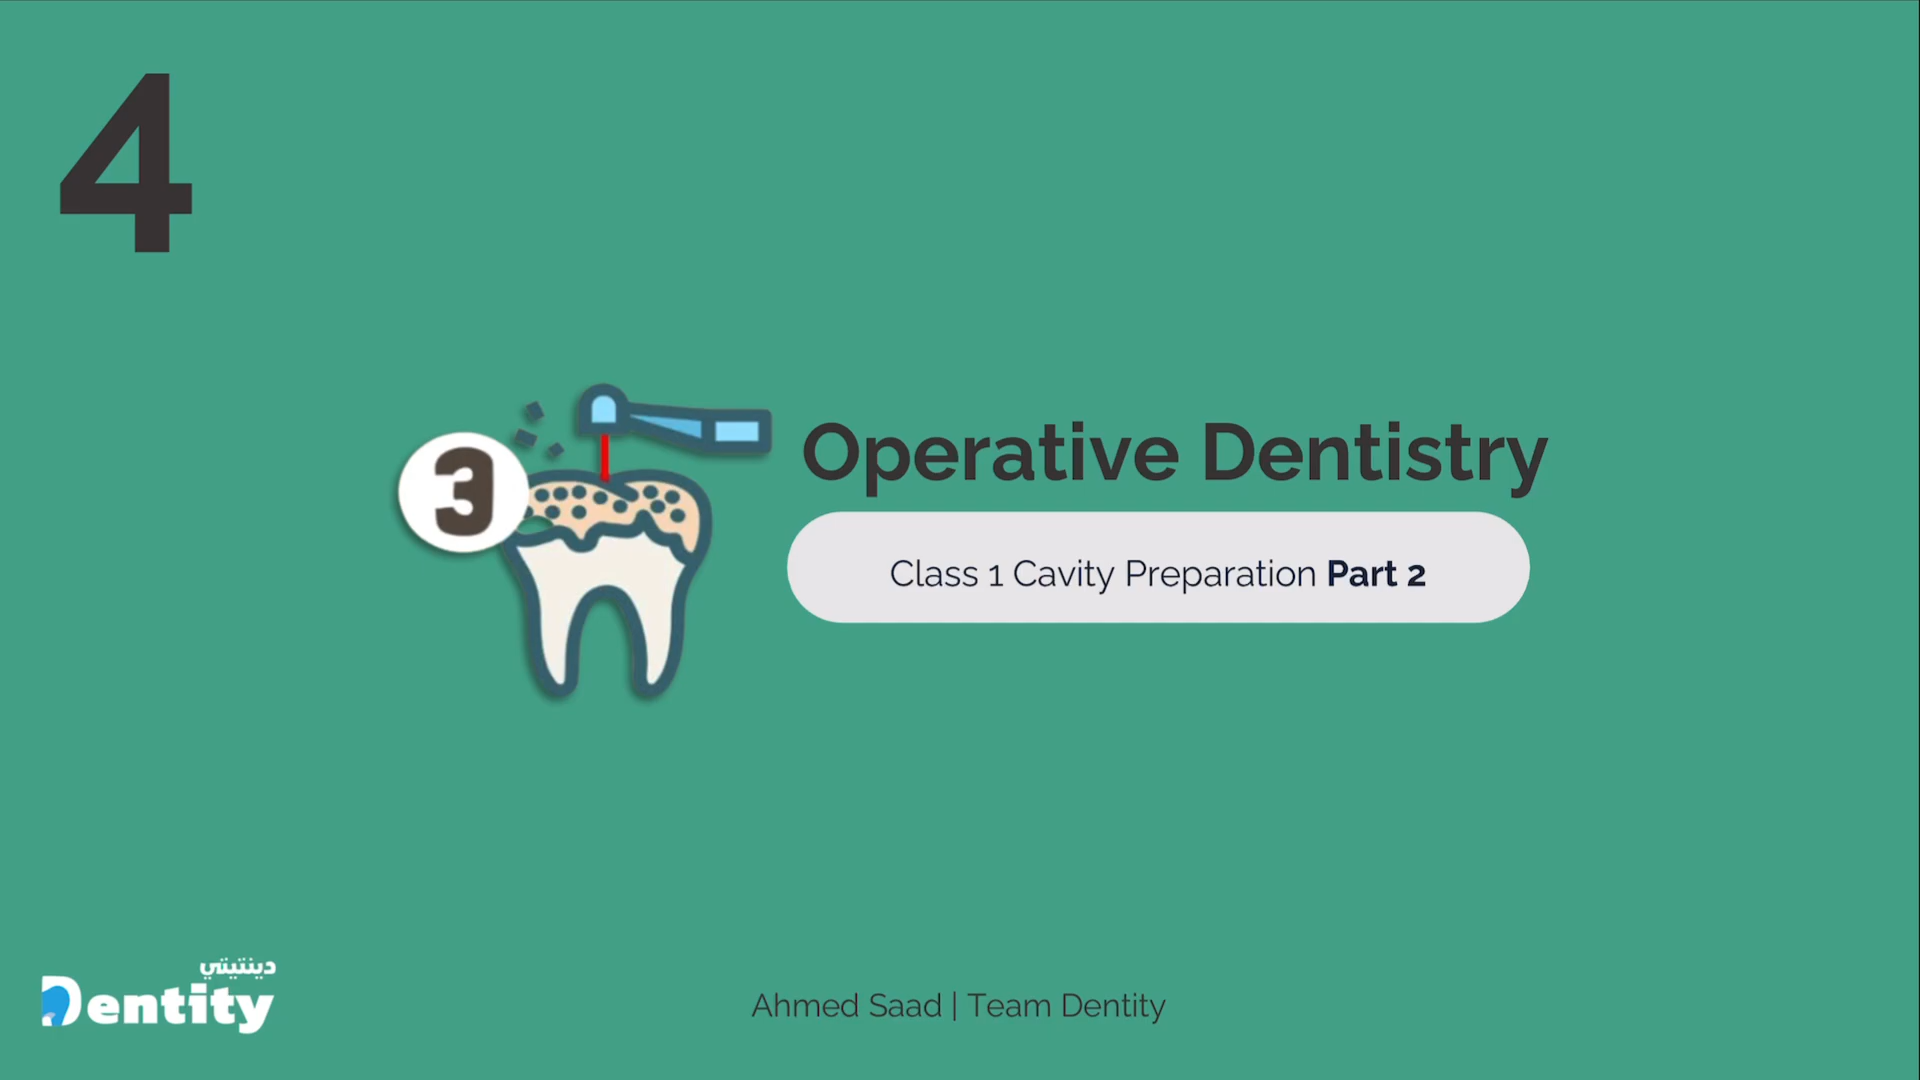 4
3
Operative Dentistry
Class 1 Cavity Preparation Part 2
دينتيتي
Dentity
Ahmed Saad | Team Dentity